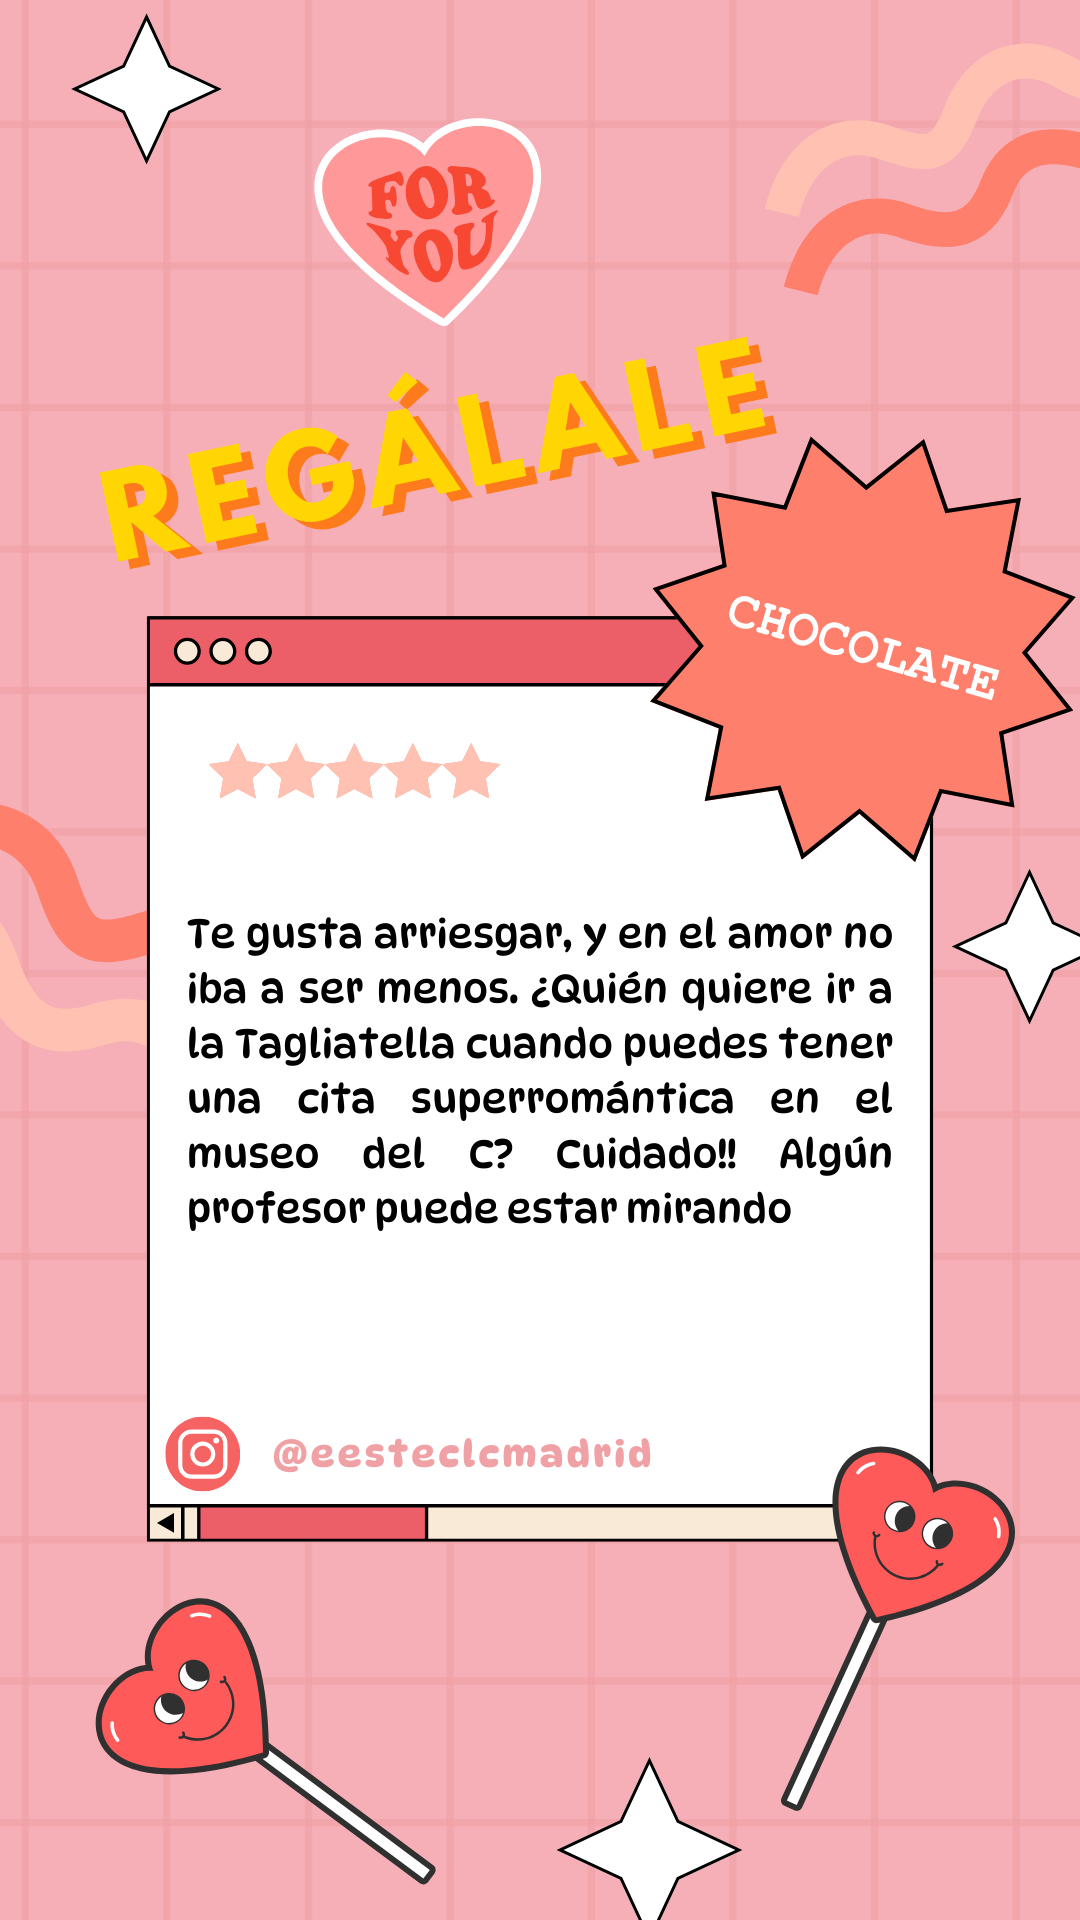 FOR
YOU
REGÁLALE
CHOCOLATE
Te gusta arriesgar, y en el amor no
iba a ser menos. ¿Quién quiere ir a
la Tagliatella cuando puedes tener
una cita superromántica en el
museo del C? Cuidado!! Algún
profesor puede estar mirando
@eesteclcmadrid